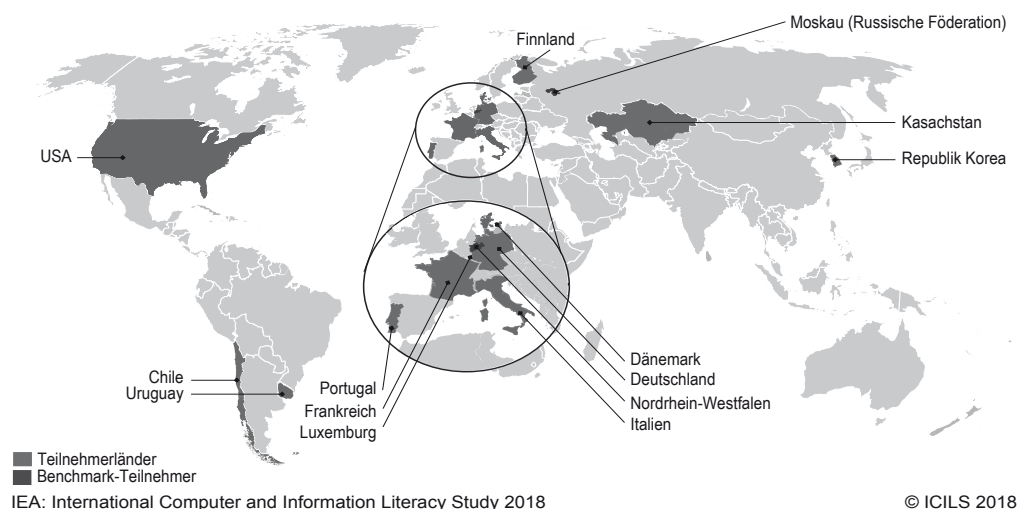 Moskau (Russische Föderation)
Finnland
Kasachstan
USA
Republik Korea
Dänemark
Chile
Portugal
Deutschland
Uruguay
Nordrhein-Westfalen
Frankreich
Italien
Luxemburg
Teilnehmerländer
Benchmark-Teilnehmer
IEA: International Computer and Information Literacy Study 2018
© ICILS 2018